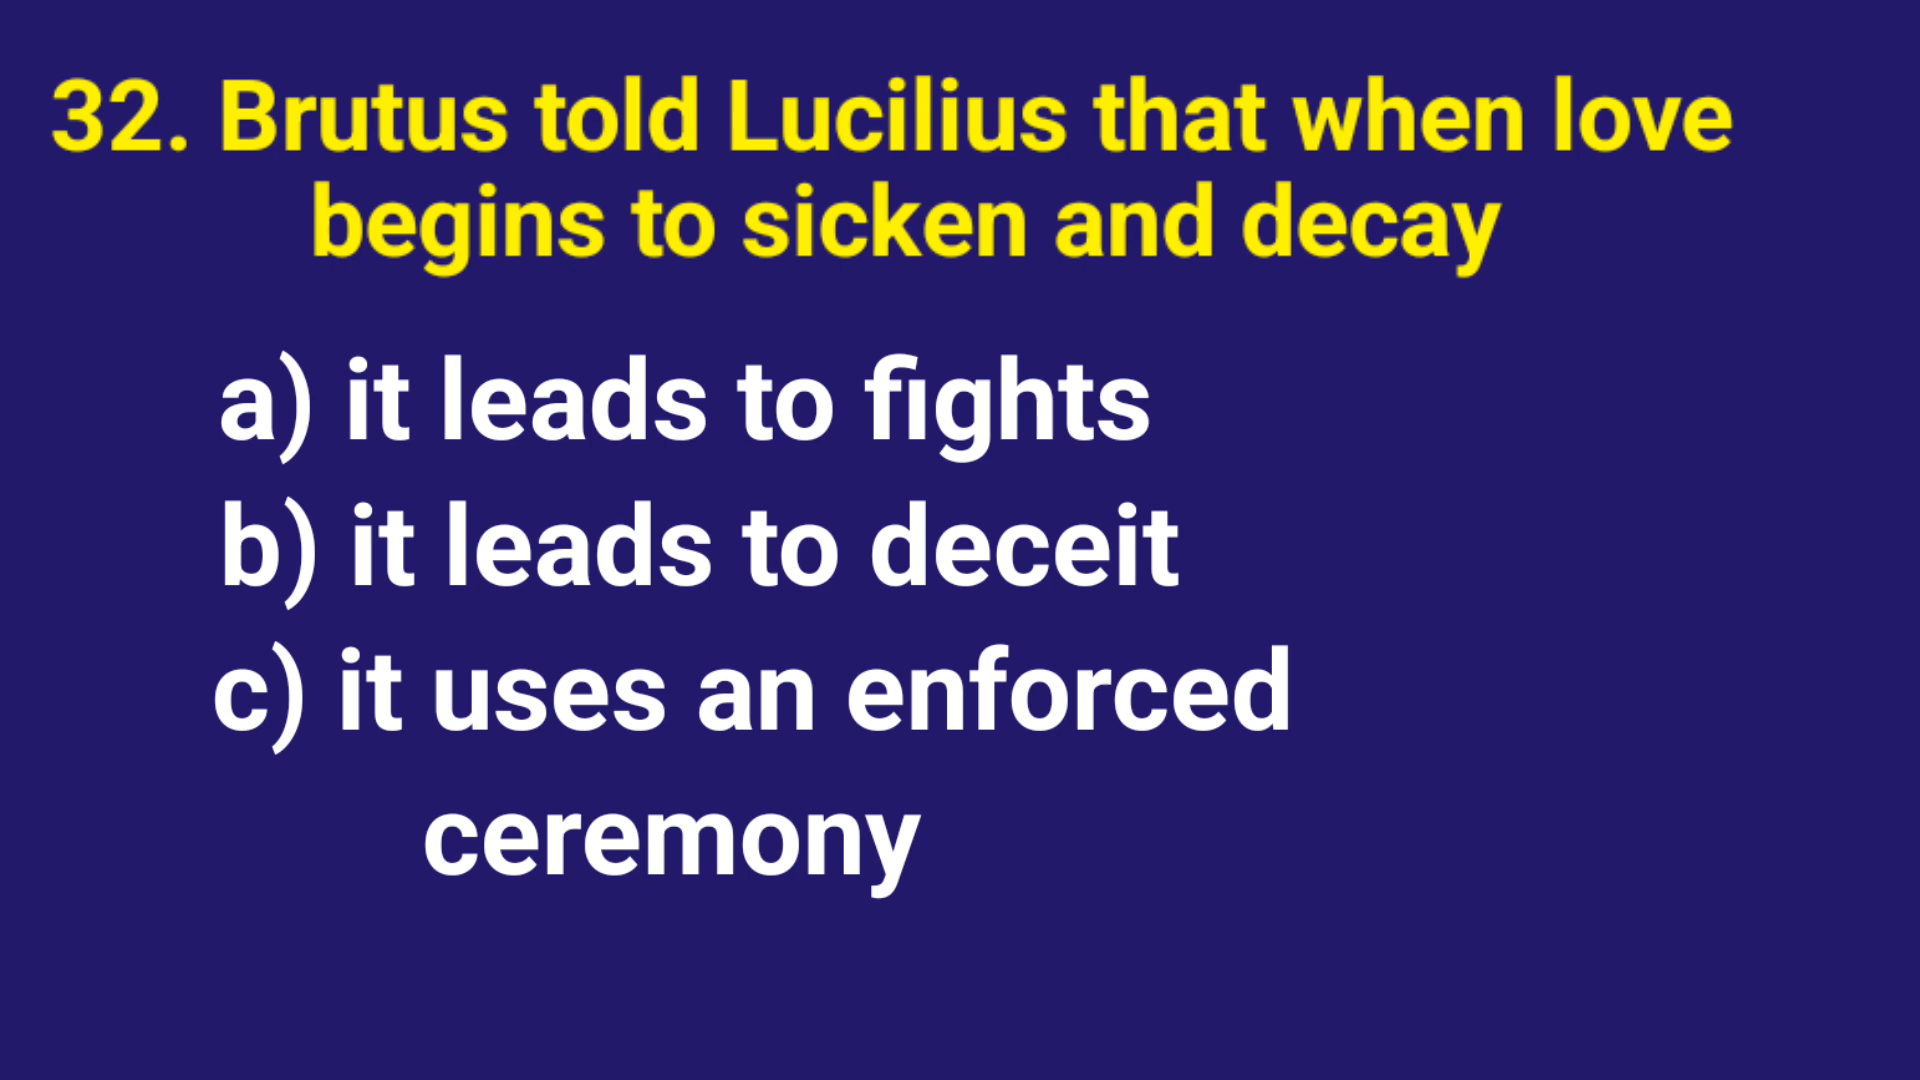 32. Brutus told Lucilius that when love
begins to sicken and decay
a) it leads to fights
b) it leads to deceit
c) it uses an enforced
ceremony